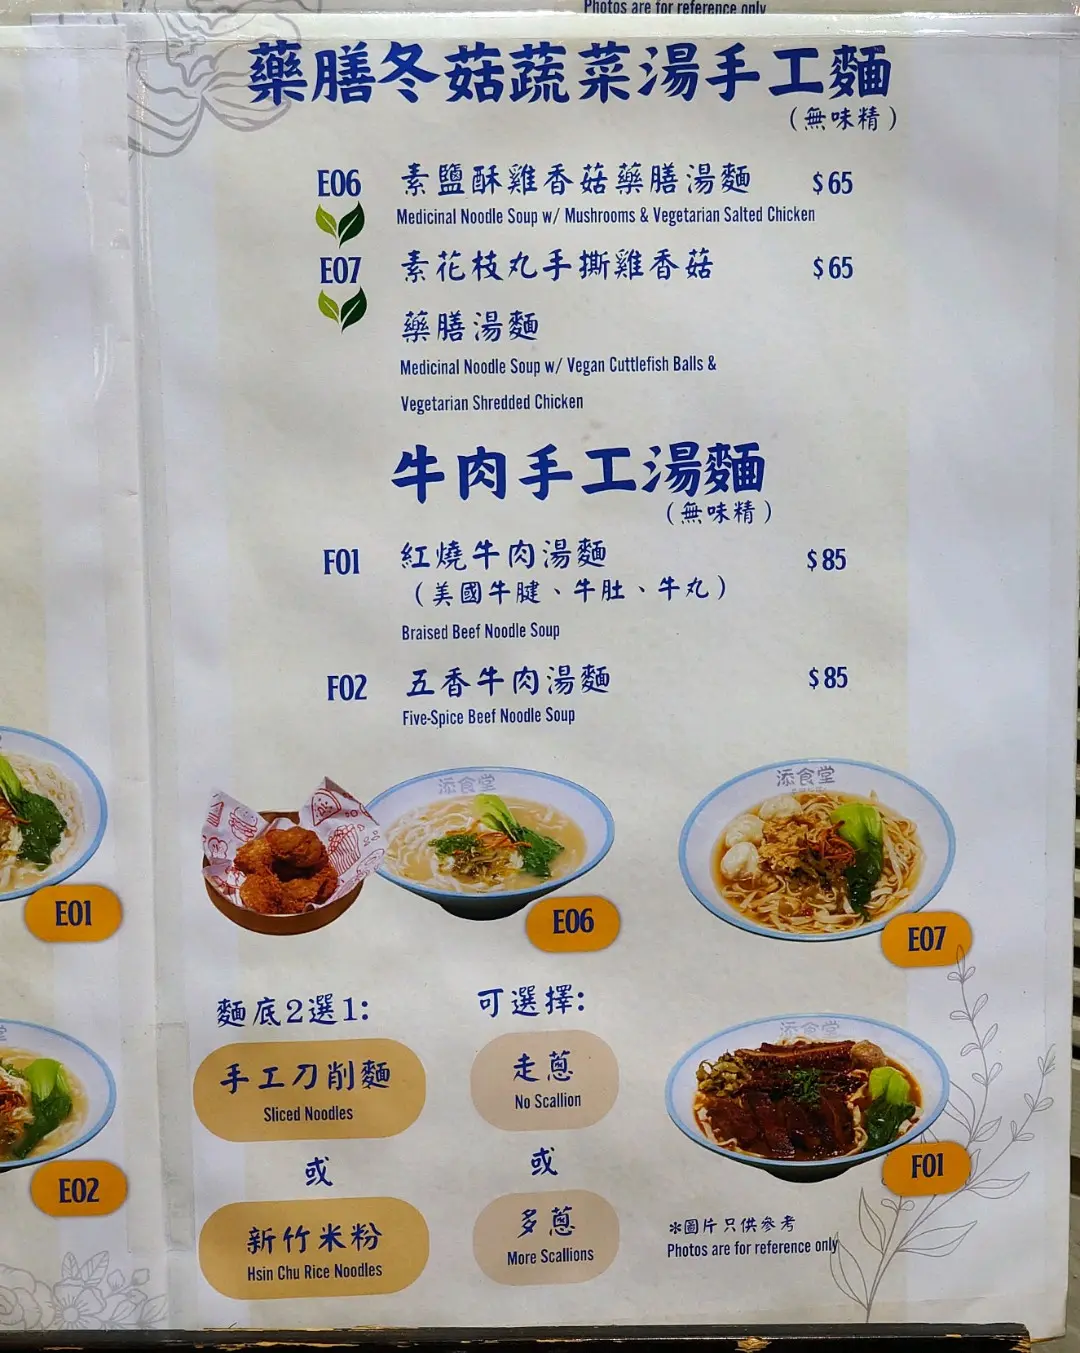 Photos are for reference only
藥膳冬菇蔬菜湯手工麵
（無味精）
E06 素鹽酥雞香菇藥膳湯麵 $65
Medicinal Noodle Soup w/ Mushrooms & Vegetarian Salted Chicken
E07 素花枝丸手撕雞香菇 $65
藥膳湯麵
Medicinal Noodle Soup w/ Vegan Cuttlefish Balls &
Vegetarian Shredded Chicken
牛肉手工湯麵
（無味精）
F01 紅燒牛肉湯麵 $85
（美國牛腱、牛肚、牛丸）
Braised Beef Noodle Soup
F02 五香牛肉湯麵 $85
Five-Spice Beef Noodle Soup
添食堂
添食堂
E01
E06
E07
麵底2選1:
手工刀削麵
Sliced Noodles
或
新竹米粉
Hsin Chu Rice Noodles
可選擇:
走蔥
No Scallion
或
多蔥
More Scallions
添食堂
F01
E02
*圖片只供參考
Photos are for reference only